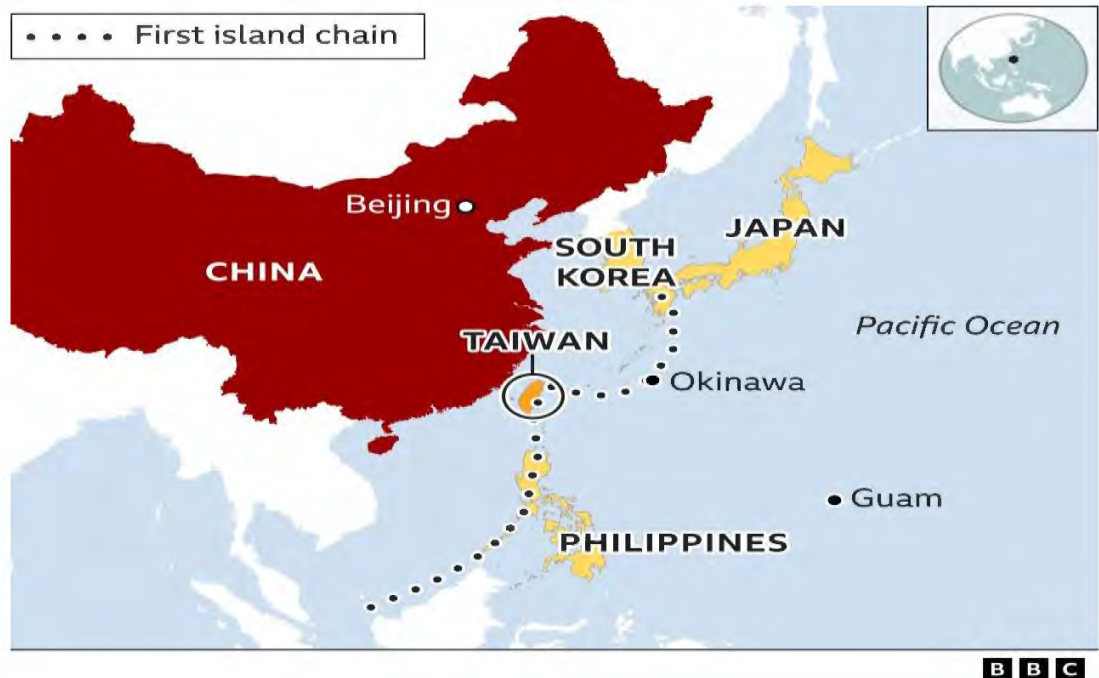 First island chain
Beijing
CHINA
SOUTH
KOREA
JAPAN
TAIWAN
Pacific Ocean
Okinawa
Guam
PHILIPPINES
BBC